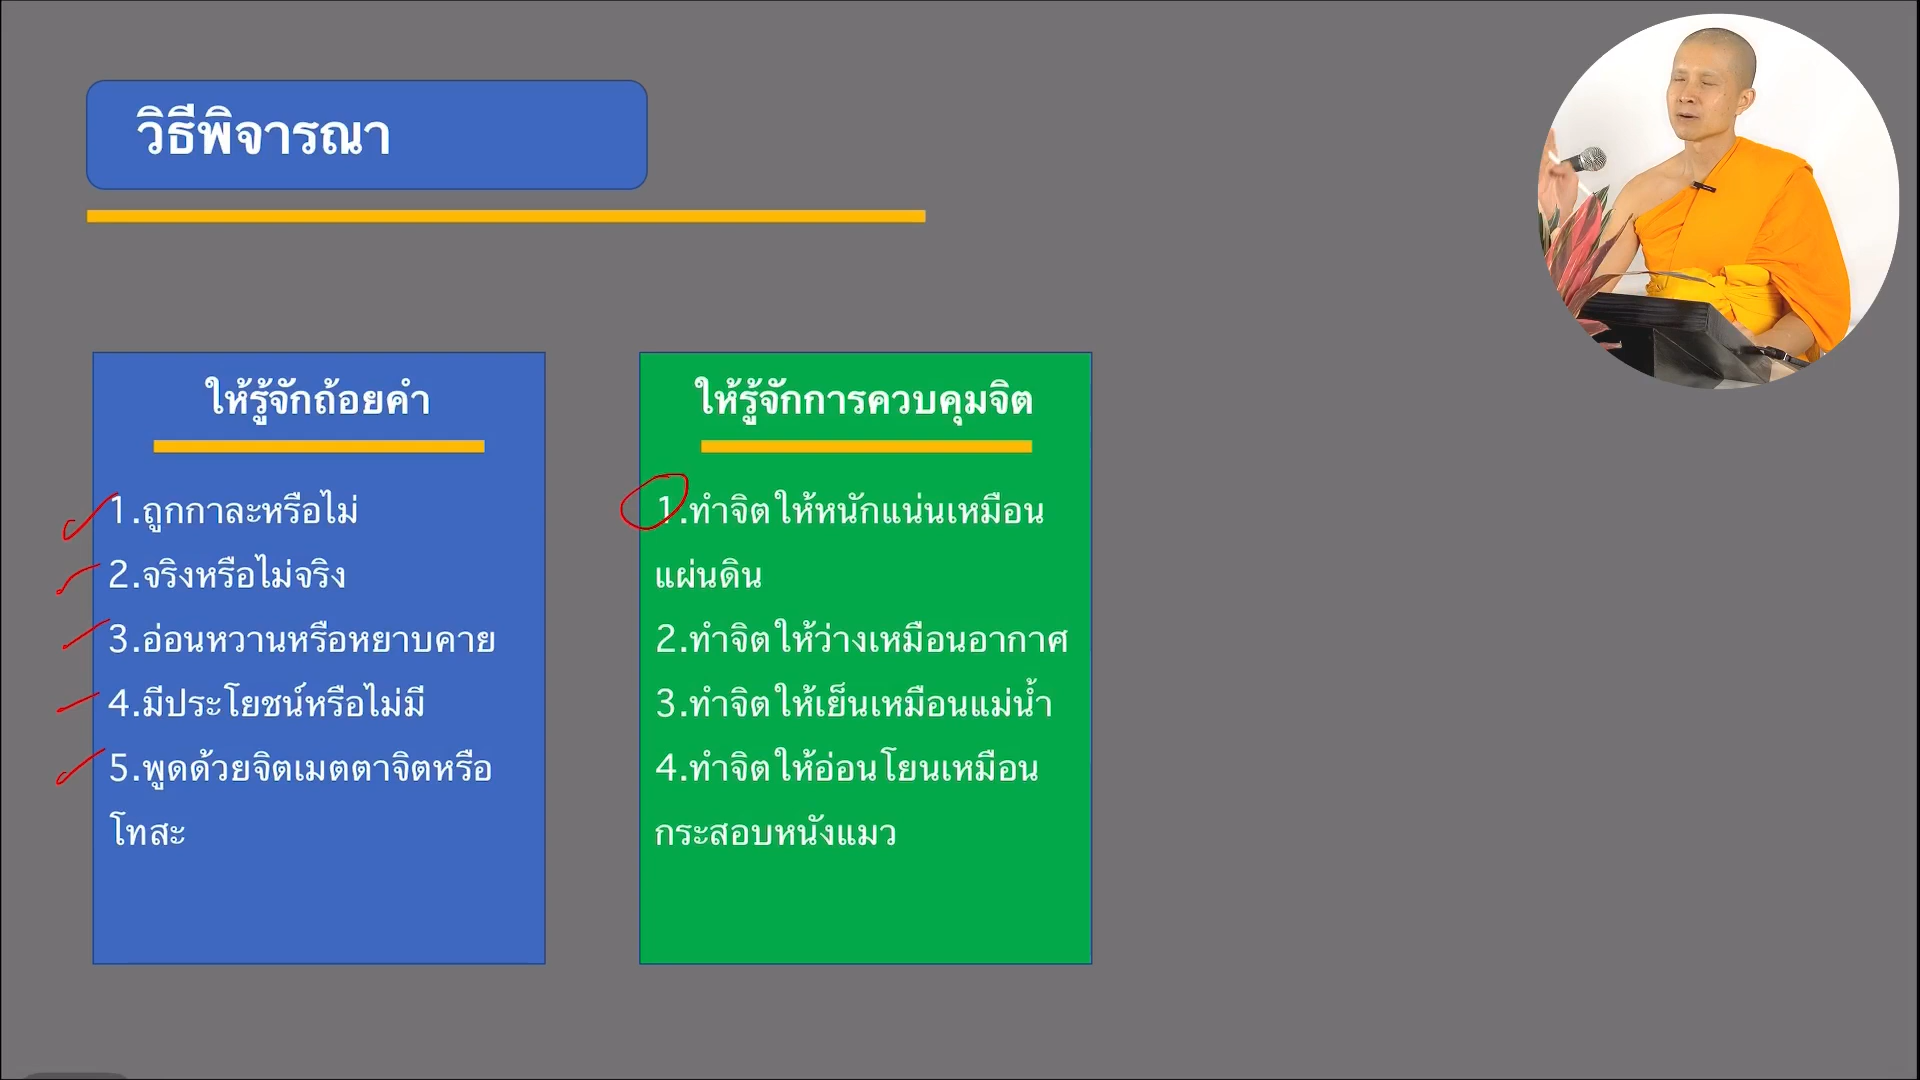 วิธีพิจารณา
ให้รู้จักถ้อยคำ
1.ถูกกาละหรือไม่
2.จริงหรือไม่จริง
3.อ่อนหวานหรือหยาบคาย
4.มีประโยชน์หรือไม่มี
5.พูดด้วยจิตเมตตาจิตหรือ
โทสะ
ให้รู้จักการควบคุมจิต
1.ทำจิตให้หนักแน่นเหมือน
แผ่นดิน
2.ทำจิตให้ว่างเหมือนอากาศ
3.ทำจิตให้เย็นเหมือนแม่น้ำ
4.ทำจิตให้อ่อนโยนเหมือน
กระสอบหนังแมว